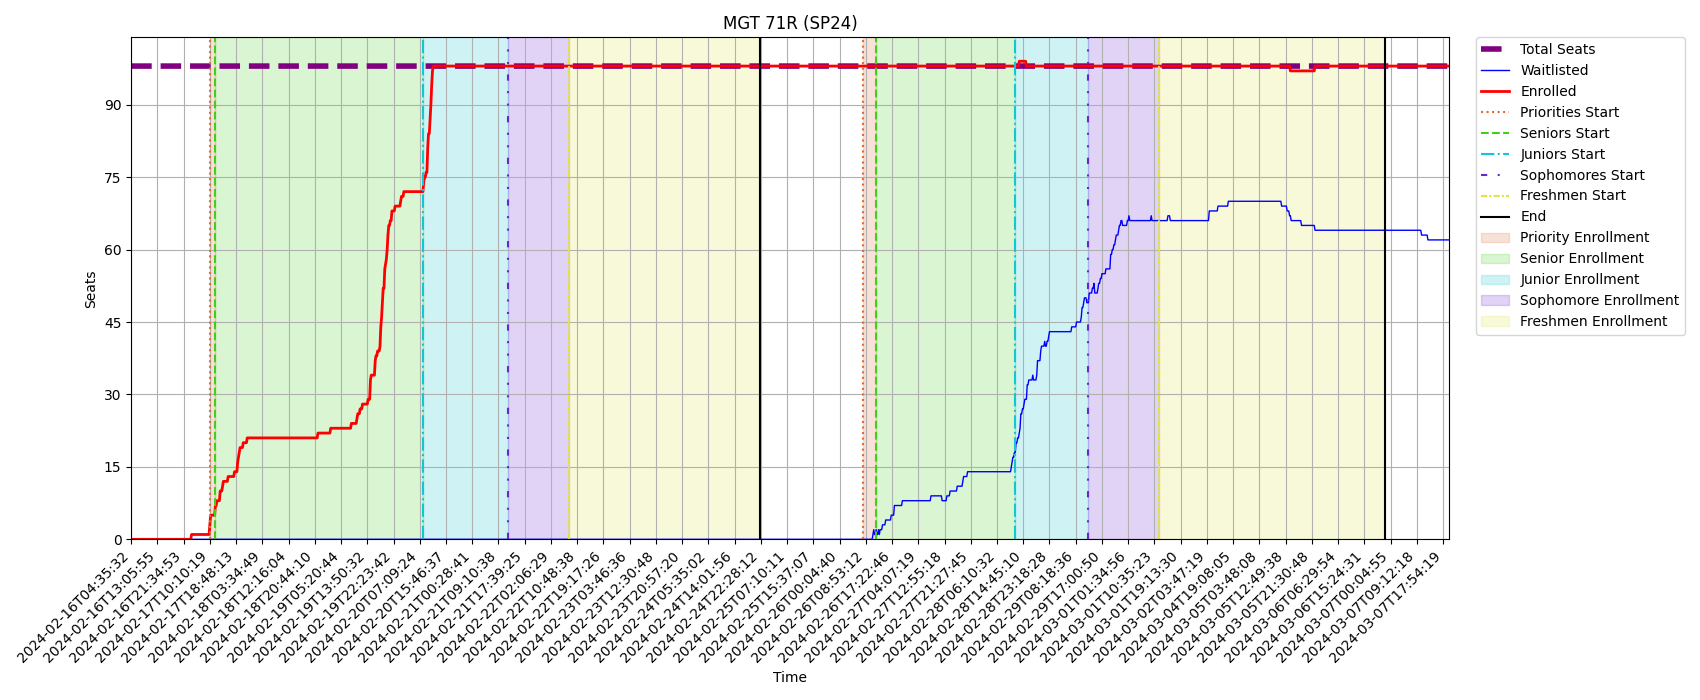 MGT 71R (SP24)
Seats
90
75
60
45
30
15
0
2024-02-16T04:35:32
2024-02-16T13:05:55
2024-02-16T21:34:53
2024-02-17T10:10:19
2024-02-17T18:48:13
2024-02-18T03:34:49
2024-02-18T12:16:04
2024-02-18T20:44:10
2024-02-19T05:20:44
2024-02-19T13:50:32
2024-02-19T22:23:42
2024-02-20T07:09:24
2024-02-20T15:46:37
2024-02-21T00:28:41
2024-02-21T09:10:38
2024-02-21T17:39:25
2024-02-22T02:06:29
2024-02-22T10:48:38
2024-02-22T19:17:26
2024-02-23T03:46:36
2024-02-23T12:30:48
2024-02-23T20:57:20
2024-02-24T05:35:02
2024-02-24T14:01:56
2024-02-24T22:28:12
2024-02-25T07:10:11
2024-02-25T15:37:07
2024-02-26T00:04:40
2024-02-26T08:53:12
2024-02-26T17:22:46
2024-02-27T04:07:19
2024-02-27T12:55:18
2024-02-27T21:27:45
2024-02-28T06:10:32
2024-02-28T14:45:10
2024-02-28T23:18:28
2024-02-29T08:18:36
2024-02-29T17:00:50
2024-03-01T01:34:56
2024-03-01T10:35:23
2024-03-01T19:13:30
2024-03-02T03:47:19
2024-03-04T19:08:05
2024-03-05T03:48:08
2024-03-05T12:49:38
2024-03-05T21:30:48
2024-03-06T06:29:54
2024-03-06T15:24:31
2024-03-07T00:04:55
2024-03-07T09:12:18
2024-03-07T17:54:19
Time
Total Seats
Waitlisted
Enrolled
Priorities Start
Seniors Start
Juniors Start
Sophomores Start
Freshmen Start
End
Priority Enrollment
Senior Enrollment
Junior Enrollment
Sophomore Enrollment
Freshmen Enrollment